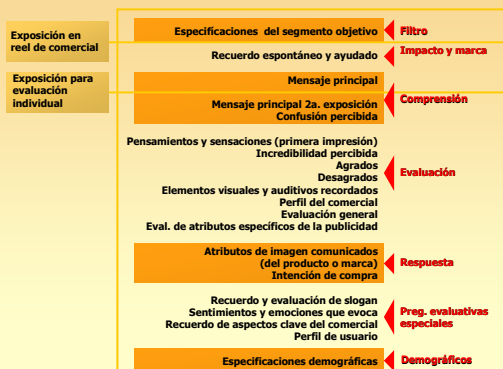 Exposición en
reel de comercial
Exposición para
evaluación
individual
Especificaciones del segmento objetivo
Filtro
Recuerdo espontáneo y ayudado
Impacto y marca
Mensaje principal
Mensaje principal 2a. exposición
Confusión percibida
Comprensión
Pensamientos y sensaciones (primera impresión)
Incredibilidad percibida
Agrados
Desagrados
Elementos visuales y auditivos recordados
Perfil del comercial
Evaluación general
Eval. de atributos específicos de la publicidad
Evaluación
Atributos de imagen comunicados
(del producto o marca)
Intención de compra
Respuesta
Recuerdo y evaluación de slogan
Sentimientos y emociones que evoca
Recuerdo de aspectos clave del comercial
Perfil de usuario
Preg. evaluativas
especiales
Especificaciones demográficas
Demográficos